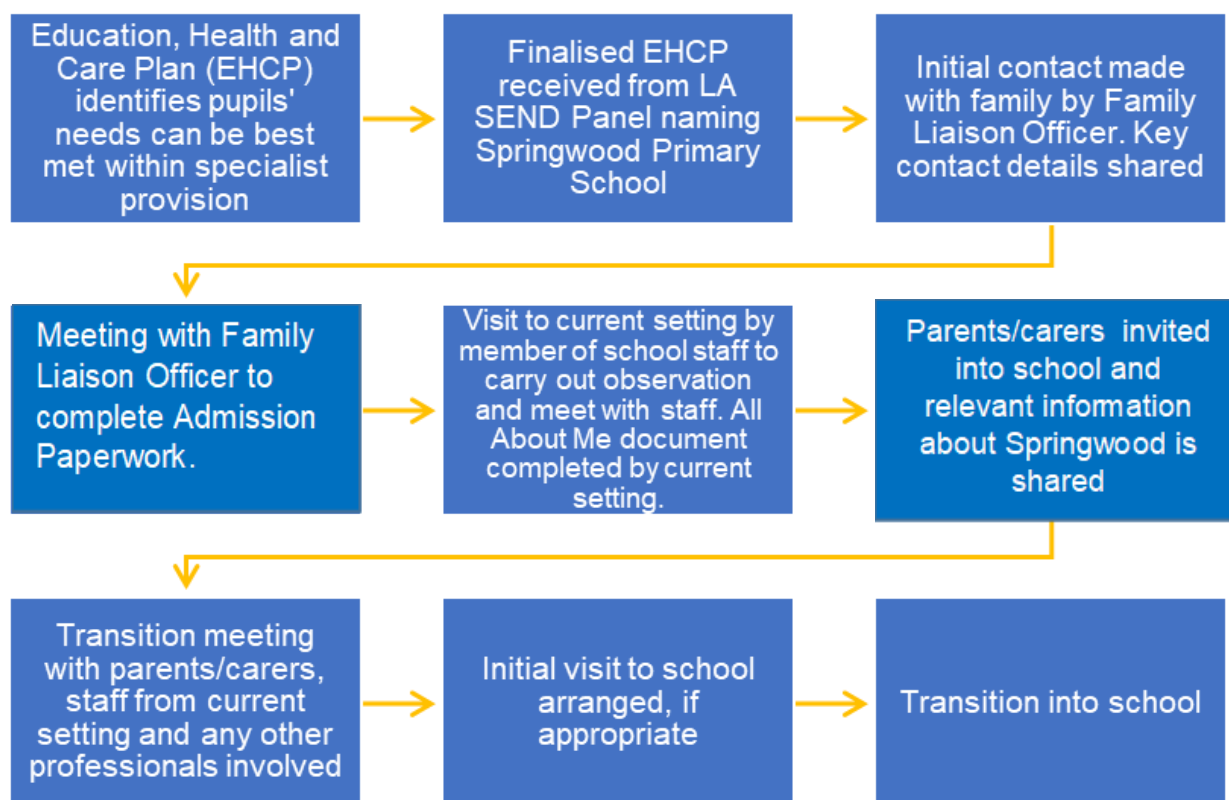 Education, Health and
Care Plan (EHCP)
identifies pupils'
needs can be best
met within specialist
provision
Finalised EHCP
received from LA
SEND Panel naming
Springwood Primary
School
Initial contact made
with family by Family
Liaison Officer. Key
contact details shared
Meeting with Family
Liaison Officer to
complete Admission
Paperwork.
Visit to current setting by
member of school staff to
carry out observation
and meet with staff. All
About Me document
completed by current
setting.
Parents/carers invited
into school and
relevant information
about Springwood is
shared
Transition meeting
with parents/carers,
staff from current
setting and any other
professionals involved
Initial visit to school
arranged, if
appropriate
Transition into school